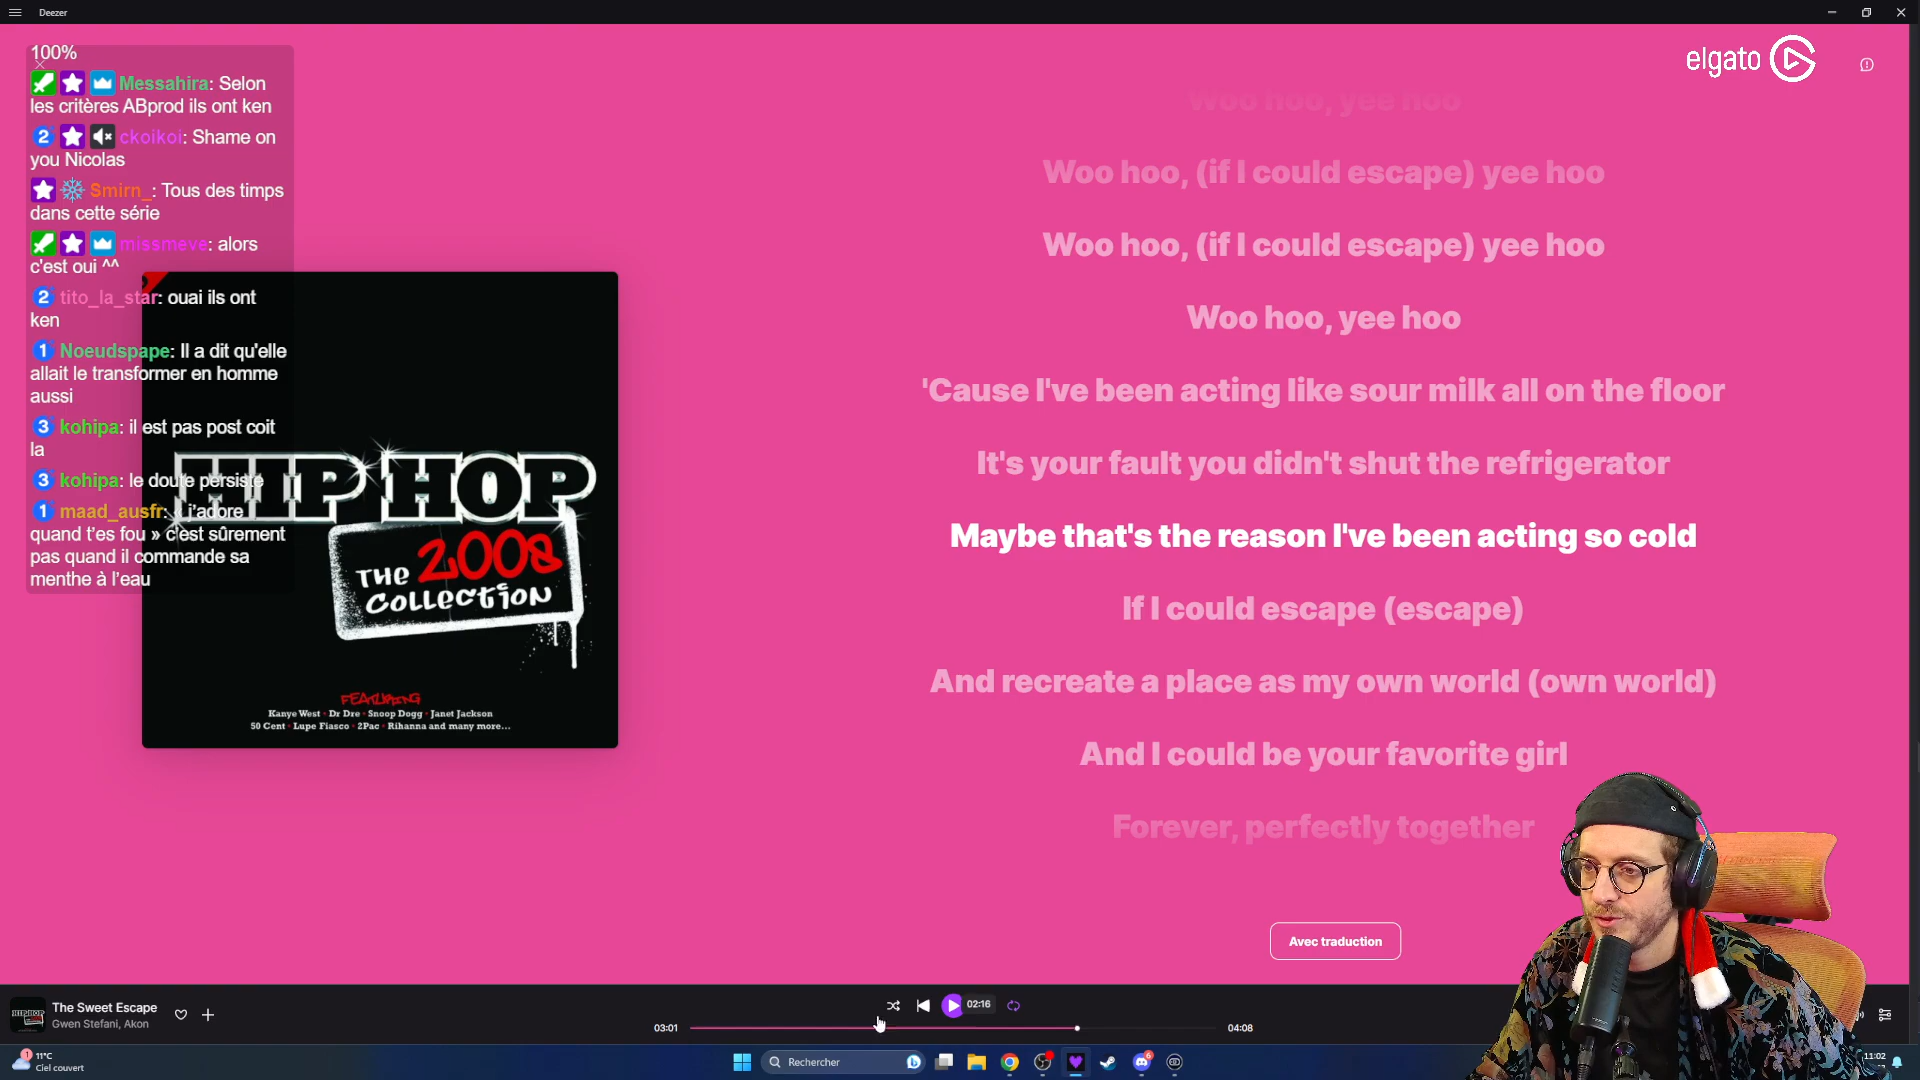 Deezer
100%
Messahira: Selon
les critères ABprod ils ont ken
2 ckoikoi: Shame on
you Nicolas
Smirn_: Tous des timps
dans cette série
missmeve: alors
c'est oui ^^
2 tito_la_star: ouai ils ont
ken
1 Noeudspape: Il a dit qu'elle
allait le transformer en homme
aussi
3 kohipa: il est pas post coit
la
3 kohipa: le doute persiste
1 maad_ausfr: « j'adore
quand t'es fou » c'est sûrement
pas quand il commande sa
menthe à l'eau
HIP HOP
THE 2008
COLLECTION
FEATURING
Kanye West · Dr Dre · Snoop Dogg · Janet Jackson
50 Cent · Lupe Fiasco · 2Pac · Rihanna and many more...
elgato
Woo hoo, yee hoo
Woo hoo, (if I could escape) yee hoo
Woo hoo, (if I could escape) yee hoo
Woo hoo, yee hoo
'Cause I've been acting like sour milk all on the floor
It's your fault you didn't shut the refrigerator
Maybe that's the reason I've been acting so cold
If I could escape (escape)
And recreate a place as my own world (own world)
And I could be your favorite girl
Forever, perfectly together
Avec traduction
HIP HOP
The Sweet Escape
Gwen Stefani, Akon
02:16
03:01
04:08
1
11°C
Ciel couvert
Rechercher
6
11:02